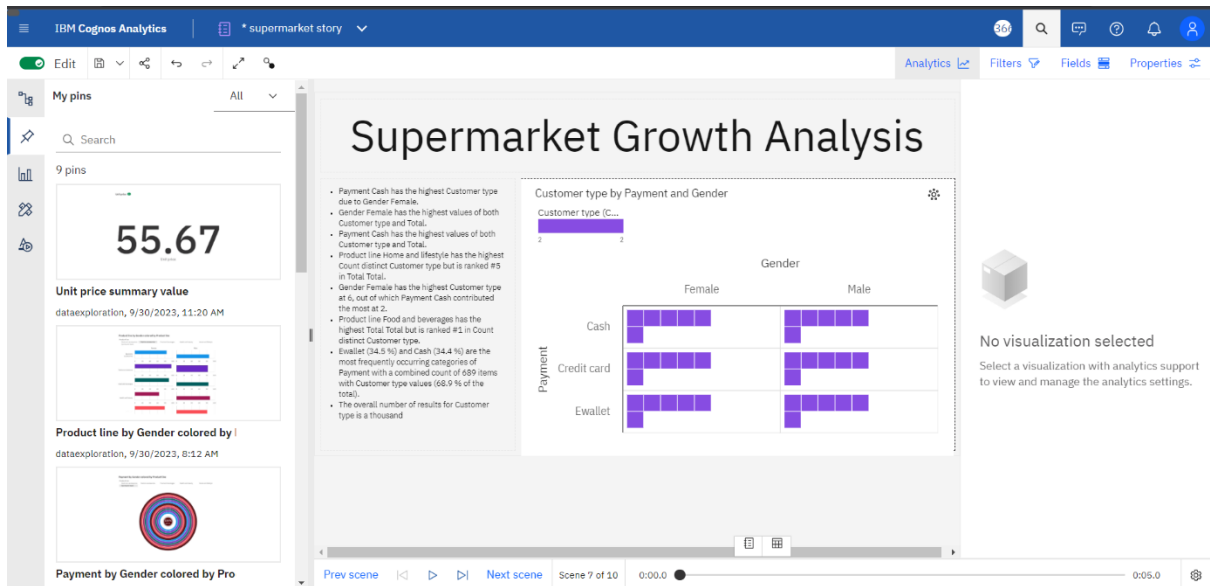 IBM Cognos Analytics
* supermarket story
366
Edit
Analytics
Filters
Fields
Properties
My pins
All
Search
9 pins
55.67
Unit price summary value
dataexploration, 9/30/2023, 11:20 AM
Product line by Gender colored by
dataexploration, 9/30/2023, 8:12 AM
Payment by Gender colored by Pro
Supermarket Growth Analysis
• Payment Cash has the highest Customer type
due to Gender Female.
• Gender Female has the highest values of both
Customer type and Total.
• Payment Cash has the highest values of both
Customer type and Total.
• Product line Home and lifestyle has the highest
Count distinct Customer type but is ranked #5
in Total Total.
• Gender Female has the highest Customer type
at 6, out of which Payment Cash contributed
the most at 2.
• Product line Food and beverages has the
highest Total Total but is ranked #1 in Count
distinct Customer type.
• Ewallet (34.5 %) and Cash (34.4 %) are the
most frequently occurring categories of
Payment with a combined count of 689 items
with Customer type values (68.9 % of the
total).
• The overall number of results for Customer
type is a thousand
Customer type by Payment and Gender
Customer type (C...
2 2
Gender
Female Male
Payment
Cash
Credit card
Ewallet
No visualization selected
Select a visualization with analytics support
to view and manage the analytics settings.
Prev scene
Next scene
Scene 7 of 10
0:00.0
0:05.0